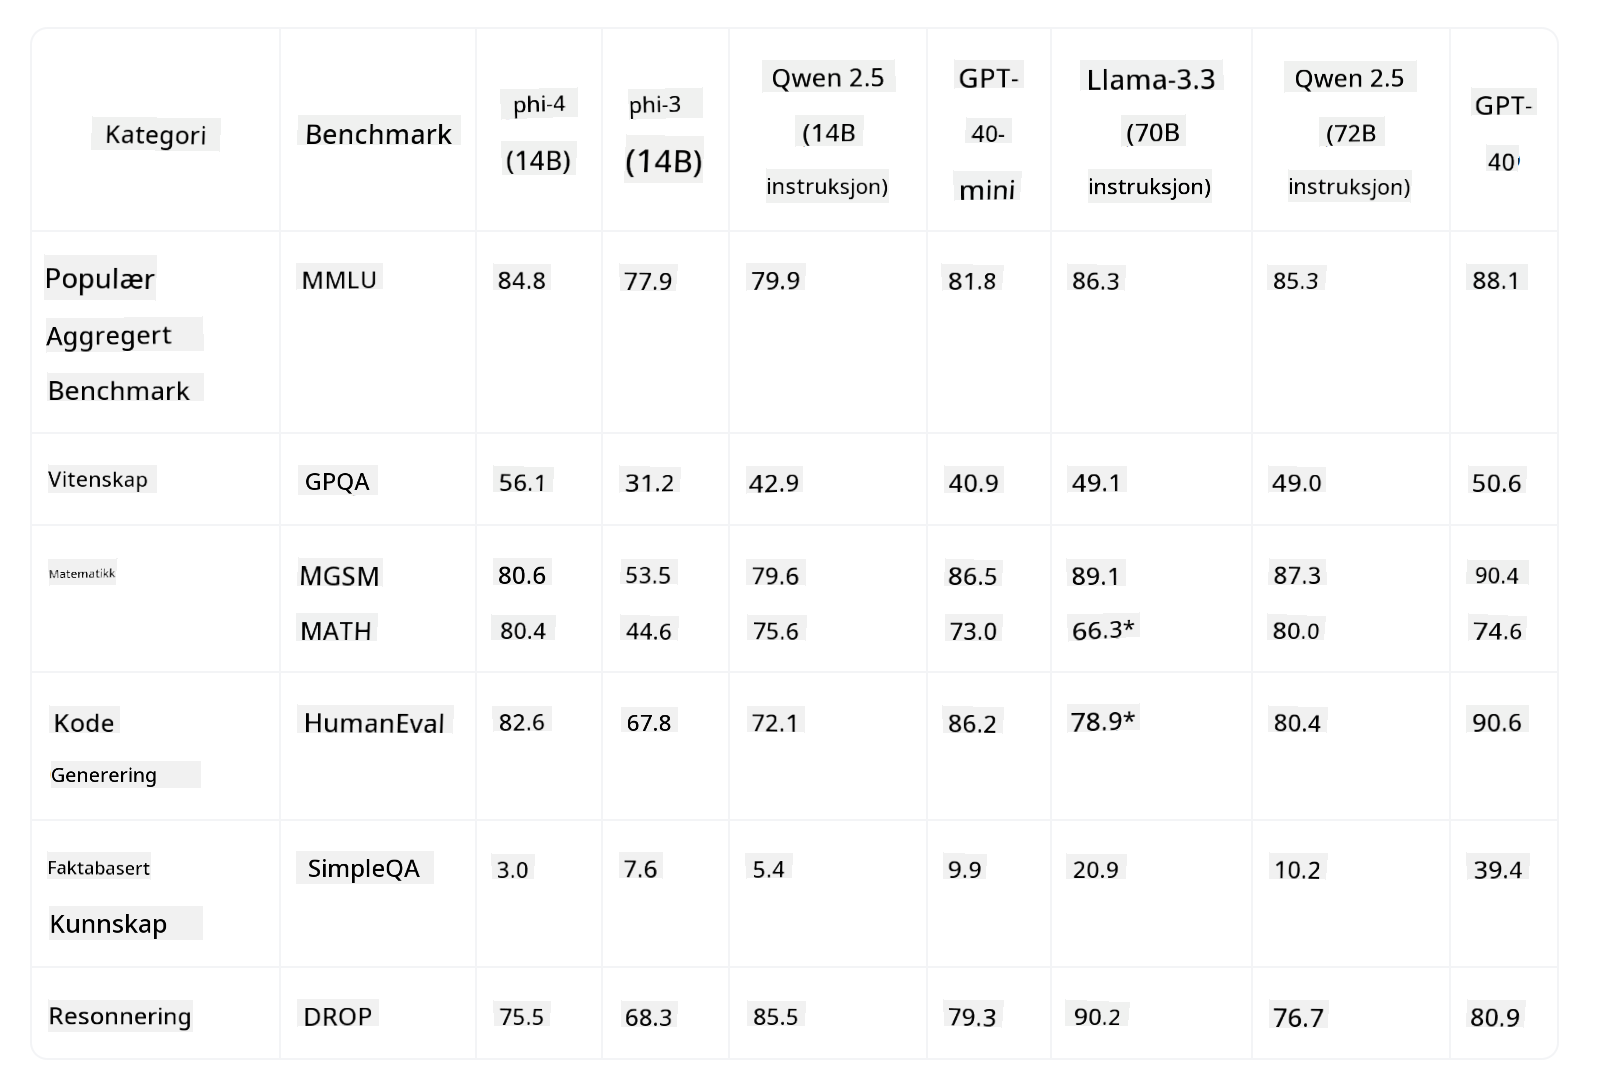 Kategori Benchmark phi-4 (14B) phi-3 (14B) Qwen 2.5 (14B instruksjon) GPT-40-mini Llama-3.3 (70B instruksjon) Qwen 2.5 (72B instruksjon) GPT-40
Populær Aggregert Benchmark MMLU 84.8 77.9 79.9 81.8 86.3 85.3 88.1
Vitenskap GPQA 56.1 31.2 42.9 40.9 49.1 49.0 50.6
Matematikk MGSM 80.6 53.5 79.6 86.5 89.1 87.3 90.4
MATH 80.4 44.6 75.6 73.0 66.3* 80.0 74.6
Kode Generering HumanEval 82.6 67.8 72.1 86.2 78.9* 80.4 90.6
Faktabasert Kunnskap SimpleQA 3.0 7.6 5.4 9.9 20.9 10.2 39.4
Resonnering DROP 75.5 68.3 85.5 79.3 90.2 76.7 80.9